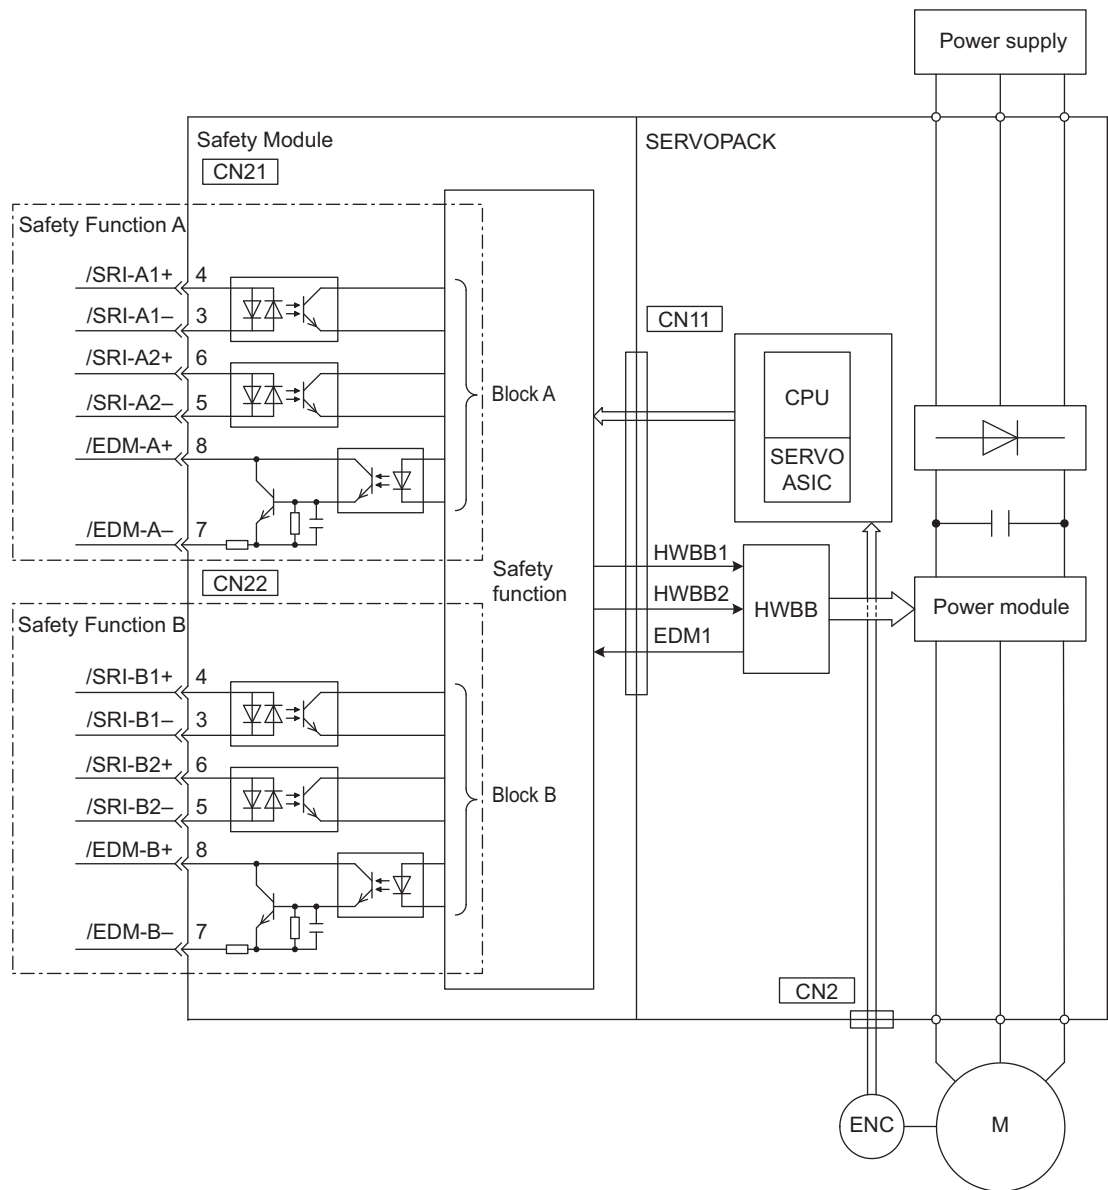 Power supply
Safety Module
SERVOPACK
CN21
Safety Function A
/SRI-A1+ 4
/SRI-A1– 3
/SRI-A2+ 6
/SRI-A2– 5
/EDM-A+ 8
/EDM-A– 7
Block A
CN11
CPU
SERVO
ASIC
CN22
Safety
function
HWBB1
HWBB2
EDM1
HWBB
Power module
Safety Function B
/SRI-B1+ 4
/SRI-B1– 3
/SRI-B2+ 6
/SRI-B2– 5
/EDM-B+ 8
/EDM-B– 7
Block B
CN2
ENC
M